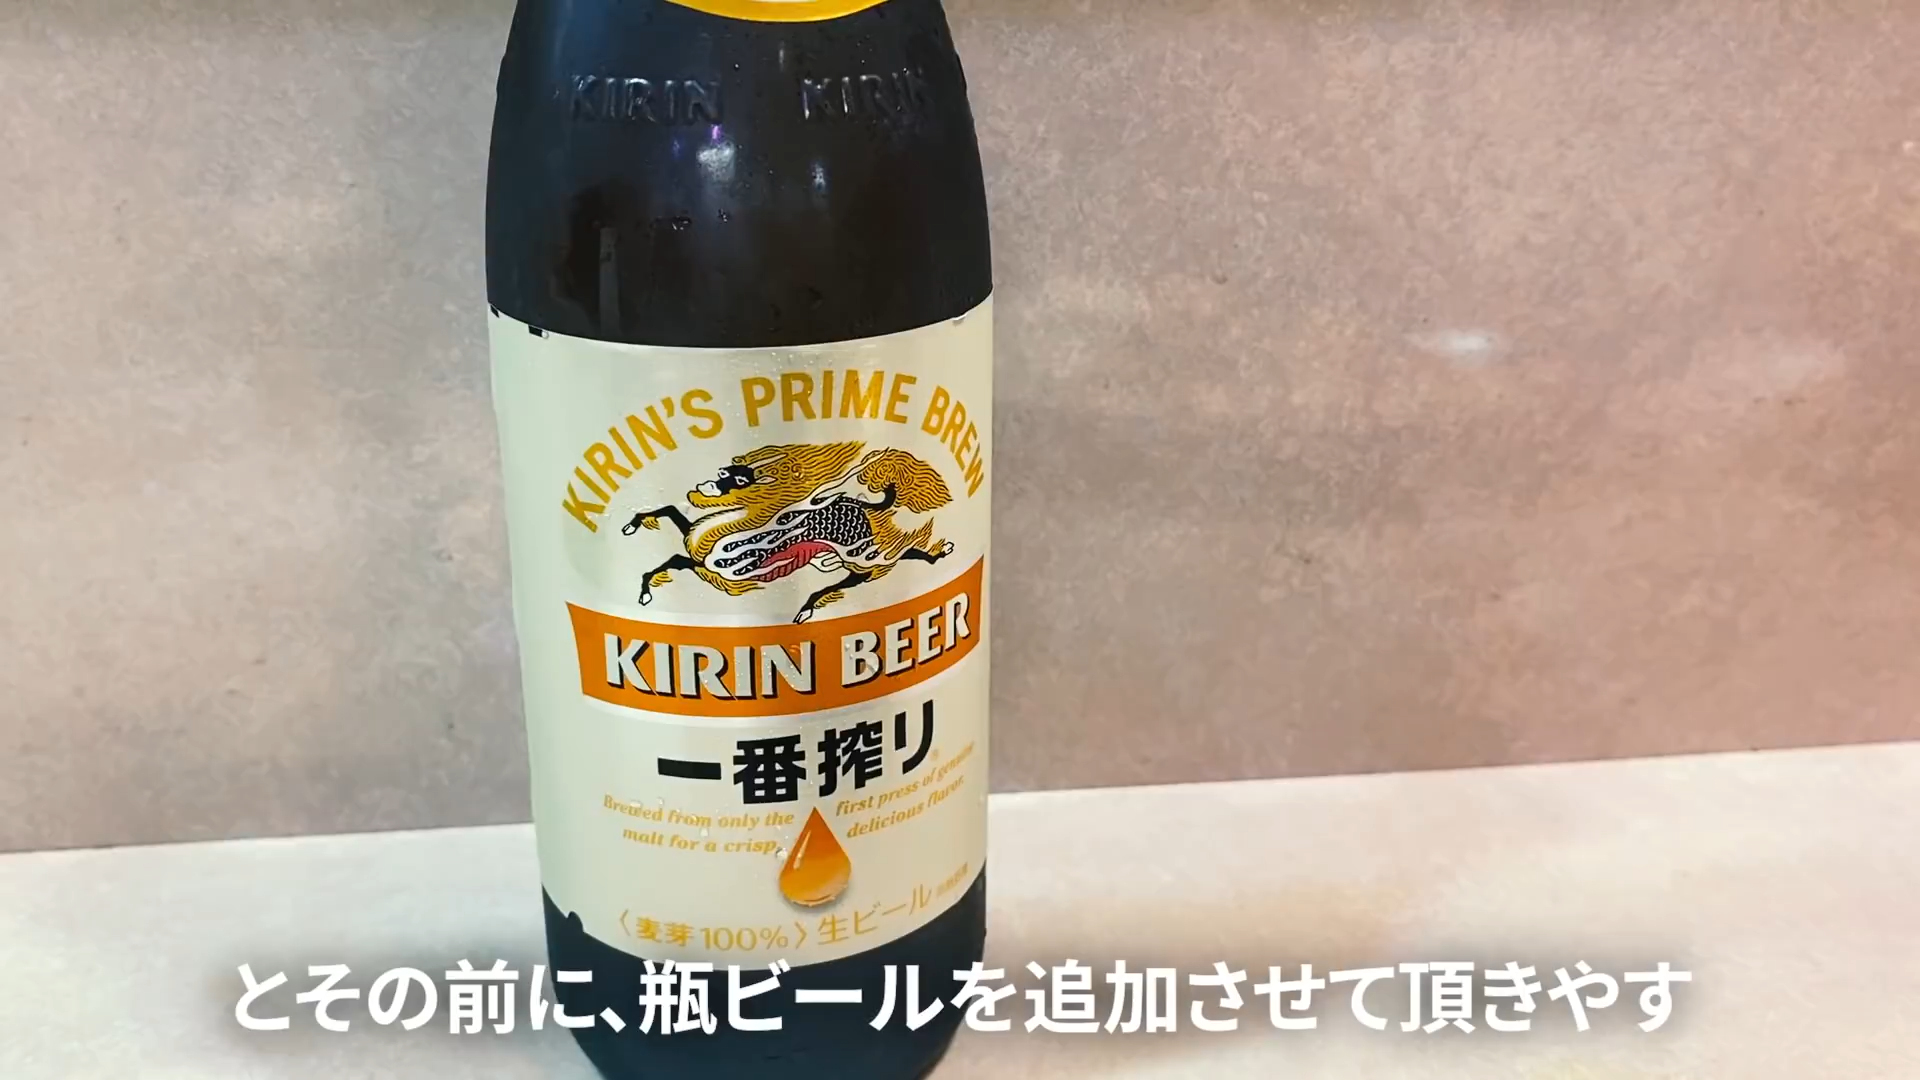 KIRIN KIRIN
KIRIN'S PRIME BREW
KIRIN BEER
一番搾り
Brewed from only the
malt for a crisp,
first press of genuine
delicious flavor.
〈麦芽100%〉生ビール
とその前に、瓶ビールを追加させて頂きやす